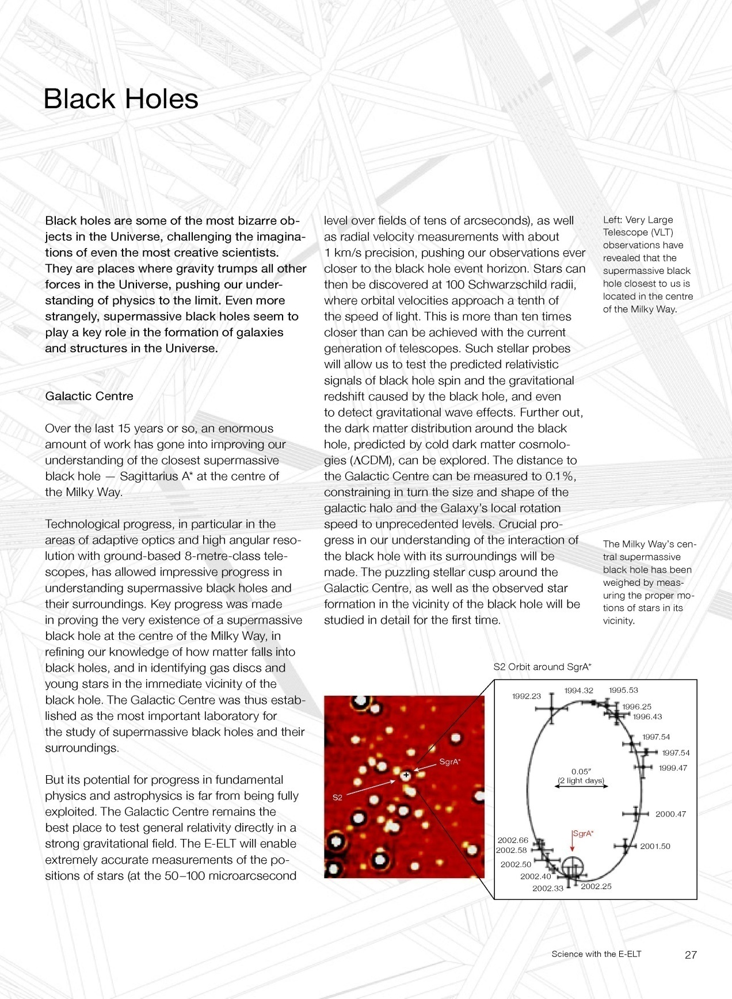 Black Holes
Black holes are some of the most bizarre ob-
jects in the Universe, challenging the imagina-
tions of even the most creative scientists.
They are places where gravity trumps all other
forces in the Universe, pushing our under-
standing of physics to the limit. Even more
strangely, supermassive black holes seem to
play a key role in the formation of galaxies
and structures in the Universe.
Galactic Centre
Over the last 15 years or so, an enormous
amount of work has gone into improving our
understanding of the closest supermassive
black hole — Sagittarius A* at the centre of
the Milky Way.
Technological progress, in particular in the
areas of adaptive optics and high angular reso-
lution with ground-based 8-metre-class tele-
scopes, has allowed impressive progress in
understanding supermassive black holes and
their surroundings. Key progress was made
in proving the very existence of a supermassive
black hole at the centre of the Milky Way, in
refining our knowledge of how matter falls into
black holes, and in identifying gas discs and
young stars in the immediate vicinity of the
black hole. The Galactic Centre was thus estab-
lished as the most important laboratory for
the study of supermassive black holes and their
surroundings.
But its potential for progress in fundamental
physics and astrophysics is far from being fully
exploited. The Galactic Centre remains the
best place to test general relativity directly in a
strong gravitational field. The E-ELT will enable
extremely accurate measurements of the po-
sitions of stars (at the 50–100 microarcsecond
level over fields of tens of arcseconds), as well
as radial velocity measurements with about
1 km/s precision, pushing our observations ever
closer to the black hole event horizon. Stars can
then be discovered at 100 Schwarzschild radii,
where orbital velocities approach a tenth of
the speed of light. This is more than ten times
closer than can be achieved with the current
generation of telescopes. Such stellar probes
will allow us to test the predicted relativistic
signals of black hole spin and the gravitational
redshift caused by the black hole, and even
to detect gravitational wave effects. Further out,
the dark matter distribution around the black
hole, predicted by cold dark matter cosmolo-
gies (ΛCDM), can be explored. The distance to
the Galactic Centre can be measured to 0.1%,
constraining in turn the size and shape of the
galactic halo and the Galaxy's local rotation
speed to unprecedented levels. Crucial pro-
gress in our understanding of the interaction of
the black hole with its surroundings will be
made. The puzzling stellar cusp around the
Galactic Centre, as well as the observed star
formation in the vicinity of the black hole will be
studied in detail for the first time.
Left: Very Large
Telescope (VLT)
observations have
revealed that the
supermassive black
hole closest to us is
located in the centre
of the Milky Way.
The Milky Way's cen-
tral supermassive
black hole has been
weighed by meas-
uring the proper mo-
tions of stars in its
vicinity.
SgrA*
S2
S2 Orbit around SgrA*
1992.23
1994.32
1995.53
1996.25
1996.43
1997.54
1997.54
1999.47
0.05″
(2 light days)
2000.47
SgrA*
2001.50
2002.66
2002.58
2002.50
2002.40
2002.33
2002.25
Science with the E-ELT
27